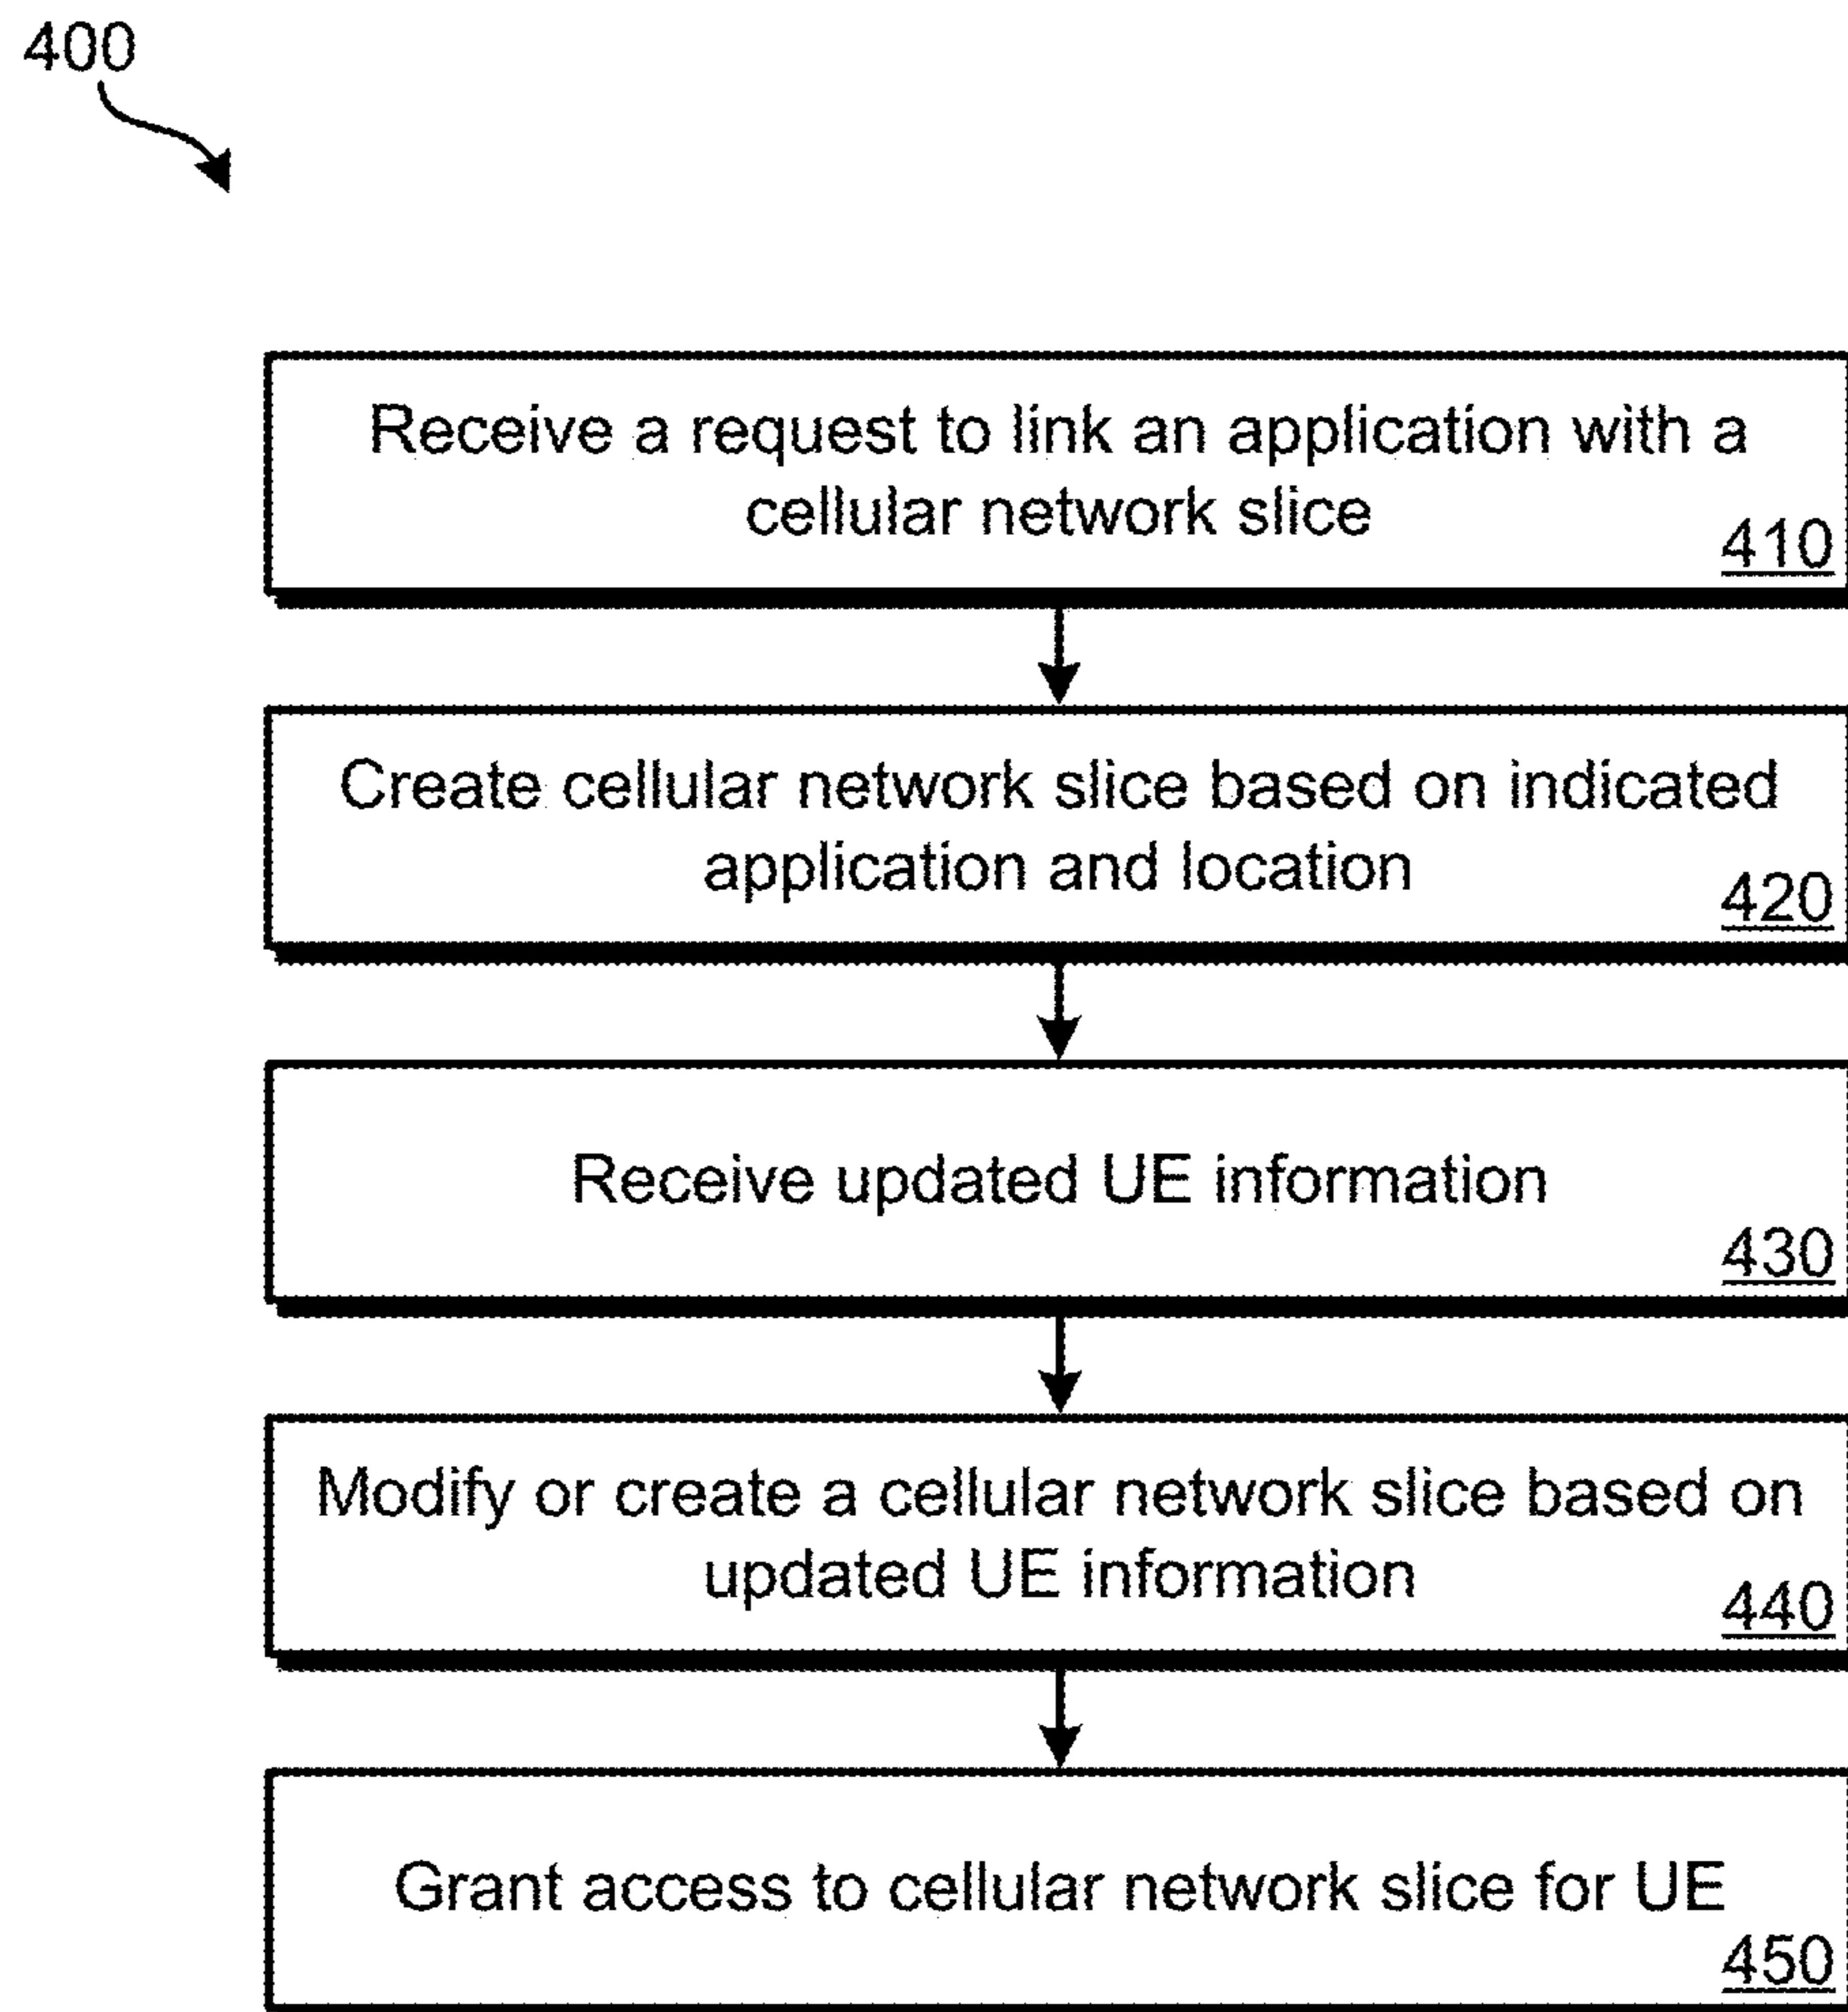 400
Receive a request to link an application with a
cellular network slice
410
Create cellular network slice based on indicated
application and location
420
Receive updated UE information
430
Modify or create a cellular network slice based on
updated UE information
440
Grant access to cellular network slice for UE
450